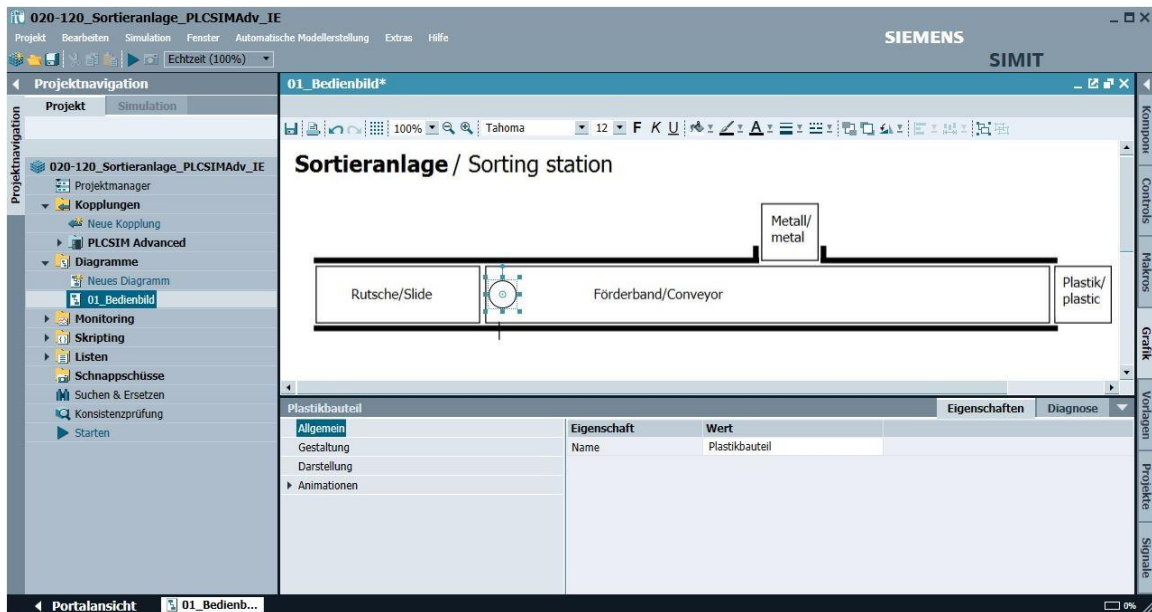 020-120_Sortieranlage_PLCSIMAdv_IE
Projekt Bearbeiten Simulation Fenster Automatische Modellerstellung Extras Hilfe
SIEMENS
Echtzeit (100%)
SIMIT
Projektnavigation
01_Bedienbild*
Projekt Simulation
Projektnavigation
100% Tahoma 12 F K U A
020-120_Sortieranlage_PLCSIMAdv_IE
Projektmanager
Kopplungen
Neue Kopplung
PLCSIM Advanced
Diagramme
Neues Diagramm
01_Bedienbild
Monitoring
Skripting
Listen
Schnappschüsse
Suchen & Ersetzen
Konsistenzprüfung
Starten
Sortieranlage / Sorting station
Metall/
metal
Rutsche/Slide
Förderband/Conveyor
Plastik/
plastic
Plastikbauteil
Eigenschaften Diagnose
Allgemein
Gestaltung
Darstellung
Animationen
Eigenschaft Wert
Name Plastikbauteil
Controls
Makros
Grafik
Vorlagen
Projekte
Signale
Portalansicht
01_Bedienb...
0%